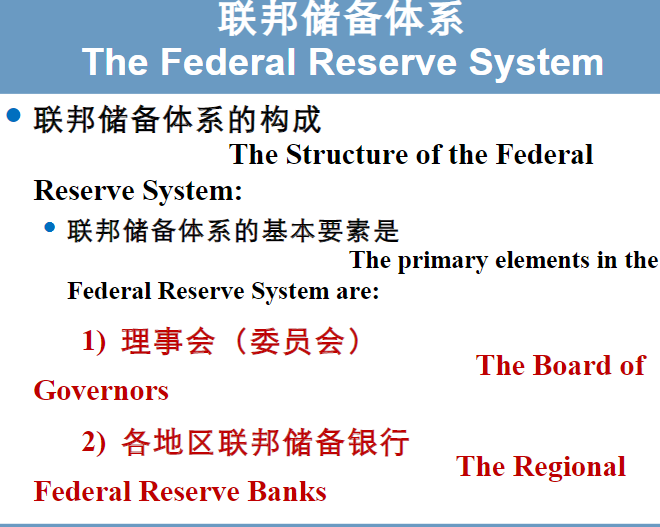 联邦储备体系
The Federal Reserve System
联邦储备体系的构成
The Structure of the Federal
Reserve System:
联邦储备体系的基本要素是
The primary elements in the
Federal Reserve System are:
1) 理事会（委员会）
The Board of
Governors
2) 各地区联邦储备银行
The Regional
Federal Reserve Banks